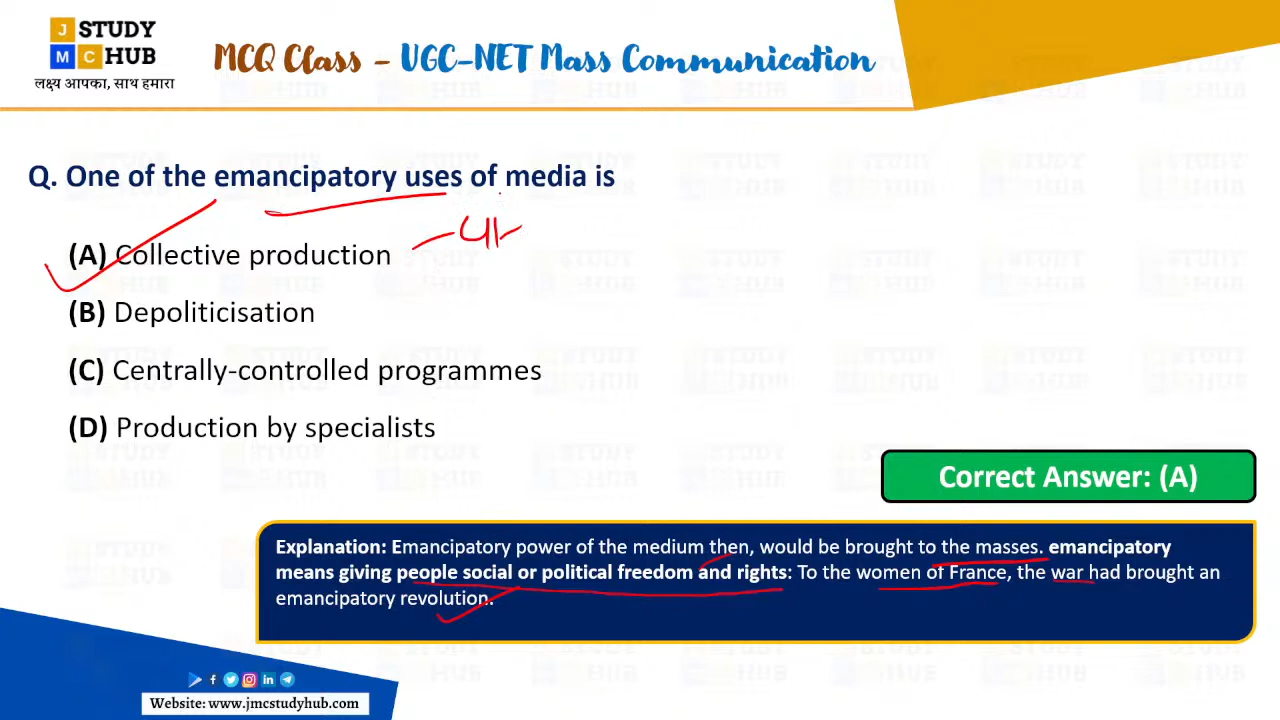 J STUDY
M C HUB
लक्ष्य आपका, साथ हमारा
MCQ Class - UGC-NET Mass Communication
Q. One of the emancipatory uses of media is
(A) Collective production
(B) Depoliticisation
(C) Centrally-controlled programmes
(D) Production by specialists
Correct Answer: (A)
Explanation: Emancipatory power of the medium then, would be brought to the masses. emancipatory
means giving people social or political freedom and rights: To the women of France, the war had brought an
emancipatory revolution.
Website: www.jmcstudyhub.com